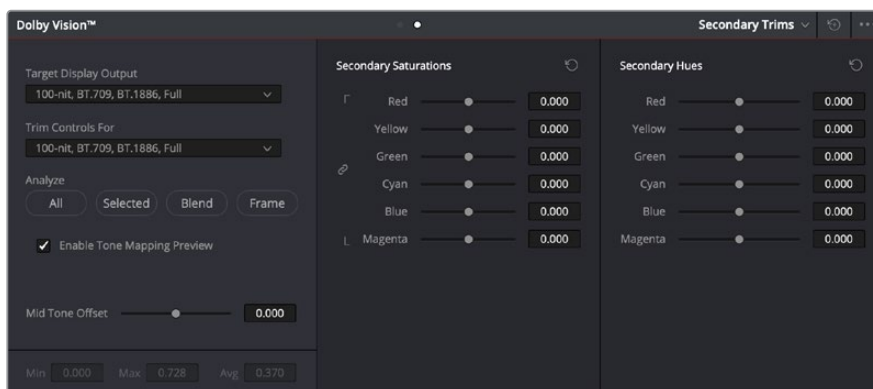 Dolby Vision™
Secondary Trims
Target Display Output
100-nit, BT.709, BT.1886, Full
Trim Controls For
100-nit, BT.709, BT.1886, Full
Analyze
All Selected Blend Frame
Enable Tone Mapping Preview
Mid Tone Offset 0.000
Min 0.000 Max 0.728 Avg 0.370
Secondary Saturations
Red 0.000
Yellow 0.000
Green 0.000
Cyan 0.000
Blue 0.000
Magenta 0.000
Secondary Hues
Red 0.000
Yellow 0.000
Green 0.000
Cyan 0.000
Blue 0.000
Magenta 0.000